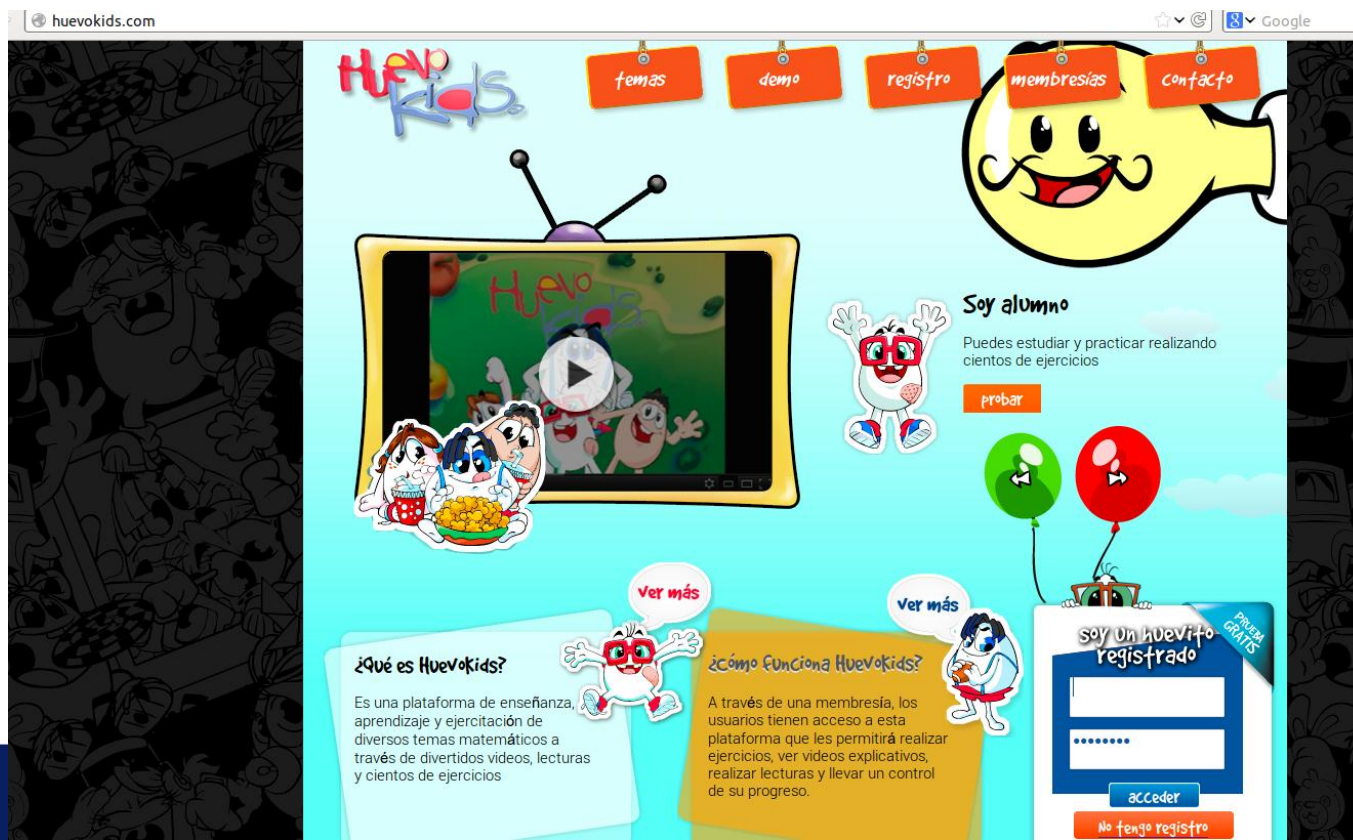 huevokids.com
Google
Huevo
Kids
temas
demo
registro
membresías
contacto
Huevo
Kids
Soy alumno
Puedes estudiar y practicar realizando
cientos de ejercicios
probar
ver más
ver más
¿Qué es HuevoKids?
Es una plataforma de enseñanza,
aprendizaje y ejercitación de
diversos temas matemáticos a
través de divertidos videos, lecturas
y cientos de ejercicios
¿Cómo funciona HuevoKids?
A través de una membresía, los
usuarios tienen acceso a esta
plataforma que les permitirá realizar
ejercicios, ver videos explicativos,
realizar lecturas y llevar un control
de su progreso.
PRUEBA
GRATIS
soy un huevito
registrado
acceder
No tengo registro